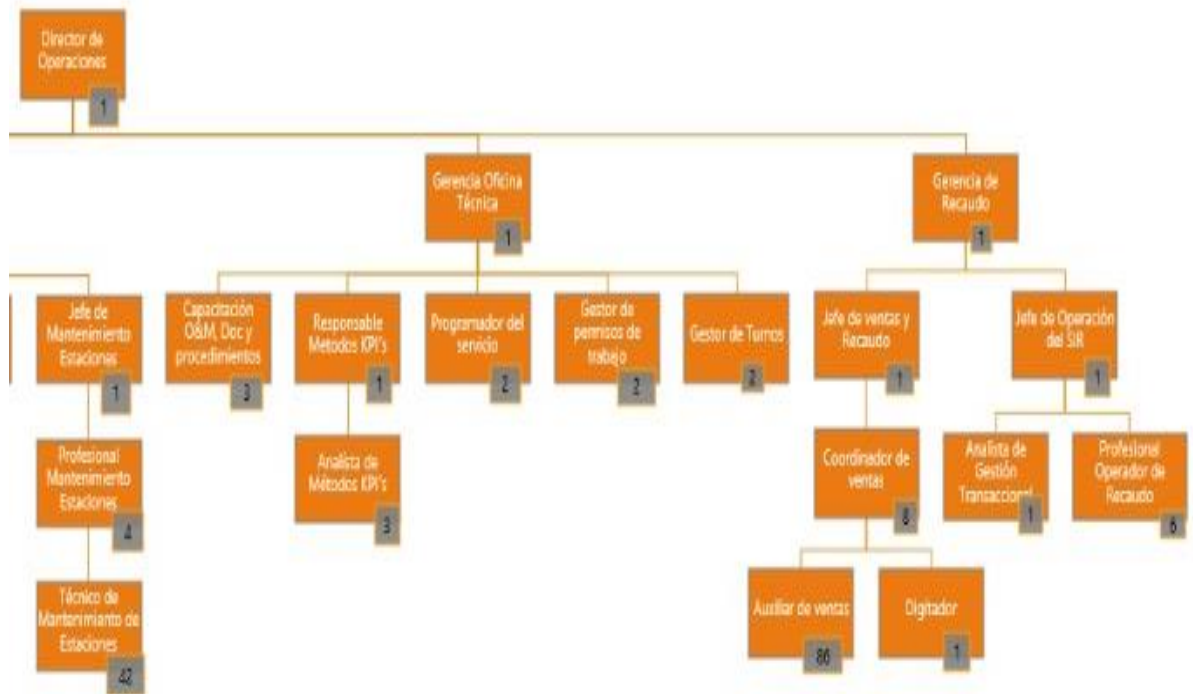 Director de
Operaciones
1
Gerencia Oficina
Técnica
1
Gerencia de
Recaudo
1
Jefe de
Mantenimiento
Estaciones
1
Capacitación
O&M, Doc y
procedimientos
3
Responsable
Metodos KPI's
1
Programador del
servicio
2
Gestor de
permisos de
trabajo
2
Gestor de Turnos
2
Jefe de ventas y
Recaudo
1
Jefe de Operación
del SIR
1
Profesional
Mantenimiento
Estaciones
4
Analista de
Métodos KPI's
3
Coordinador de
ventas
8
Analista de
Gestión
Transaccional
1
Profesional
Operador de
Recaudo
6
Técnico de
Mantenimiento de
Estaciones
42
Auxiliar de ventas
86
Digitador
1